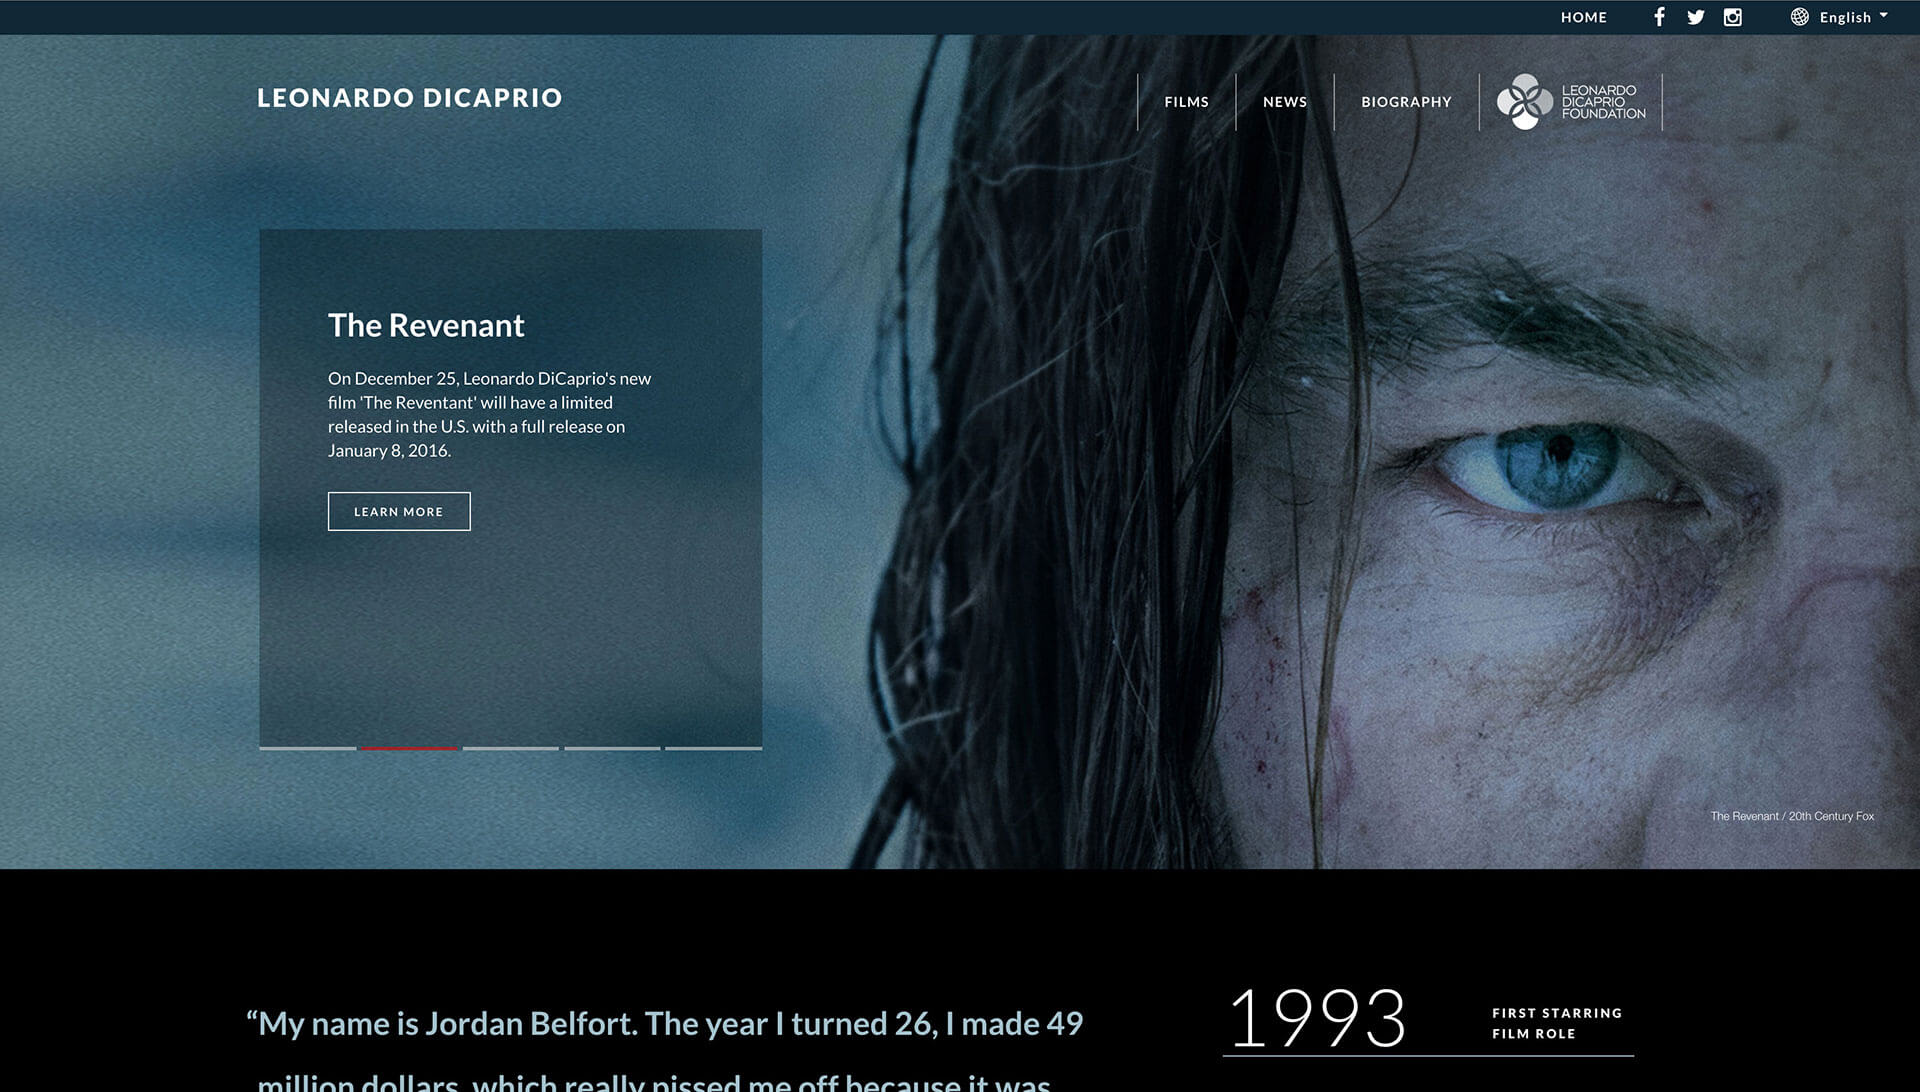 HOME
English
LEONARDO DICAPRIO
FILMS
NEWS
BIOGRAPHY
LEONARDO
DICAPRIO
FOUNDATION
The Revenant
On December 25, Leonardo DiCaprio's new
film 'The Reventant' will have a limited
released in the U.S. with a full release on
January 8, 2016.
LEARN MORE
The Revenant / 20th Century Fox
“My name is Jordan Belfort. The year I turned 26, I made 49
million dollars, which really pissed me off because it was
1993
FIRST STARRING
FILM ROLE